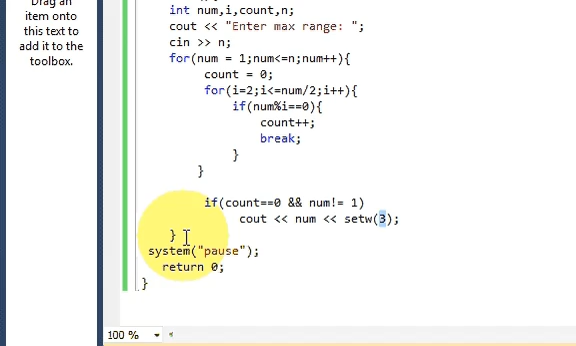 Drag an
item onto
this text to
add it to the
toolbox.
int num,i,count,n;
cout << "Enter max range: ";
cin >> n;
for(num = 1;num<=n;num++){
count = 0;
for(i=2;i<=num/2;i++){
if(num%i==0){
count++;
break;
}
}
if(count==0 && num!= 1)
cout << num << setw(3);
}
system("pause");
return 0;
}
100 %